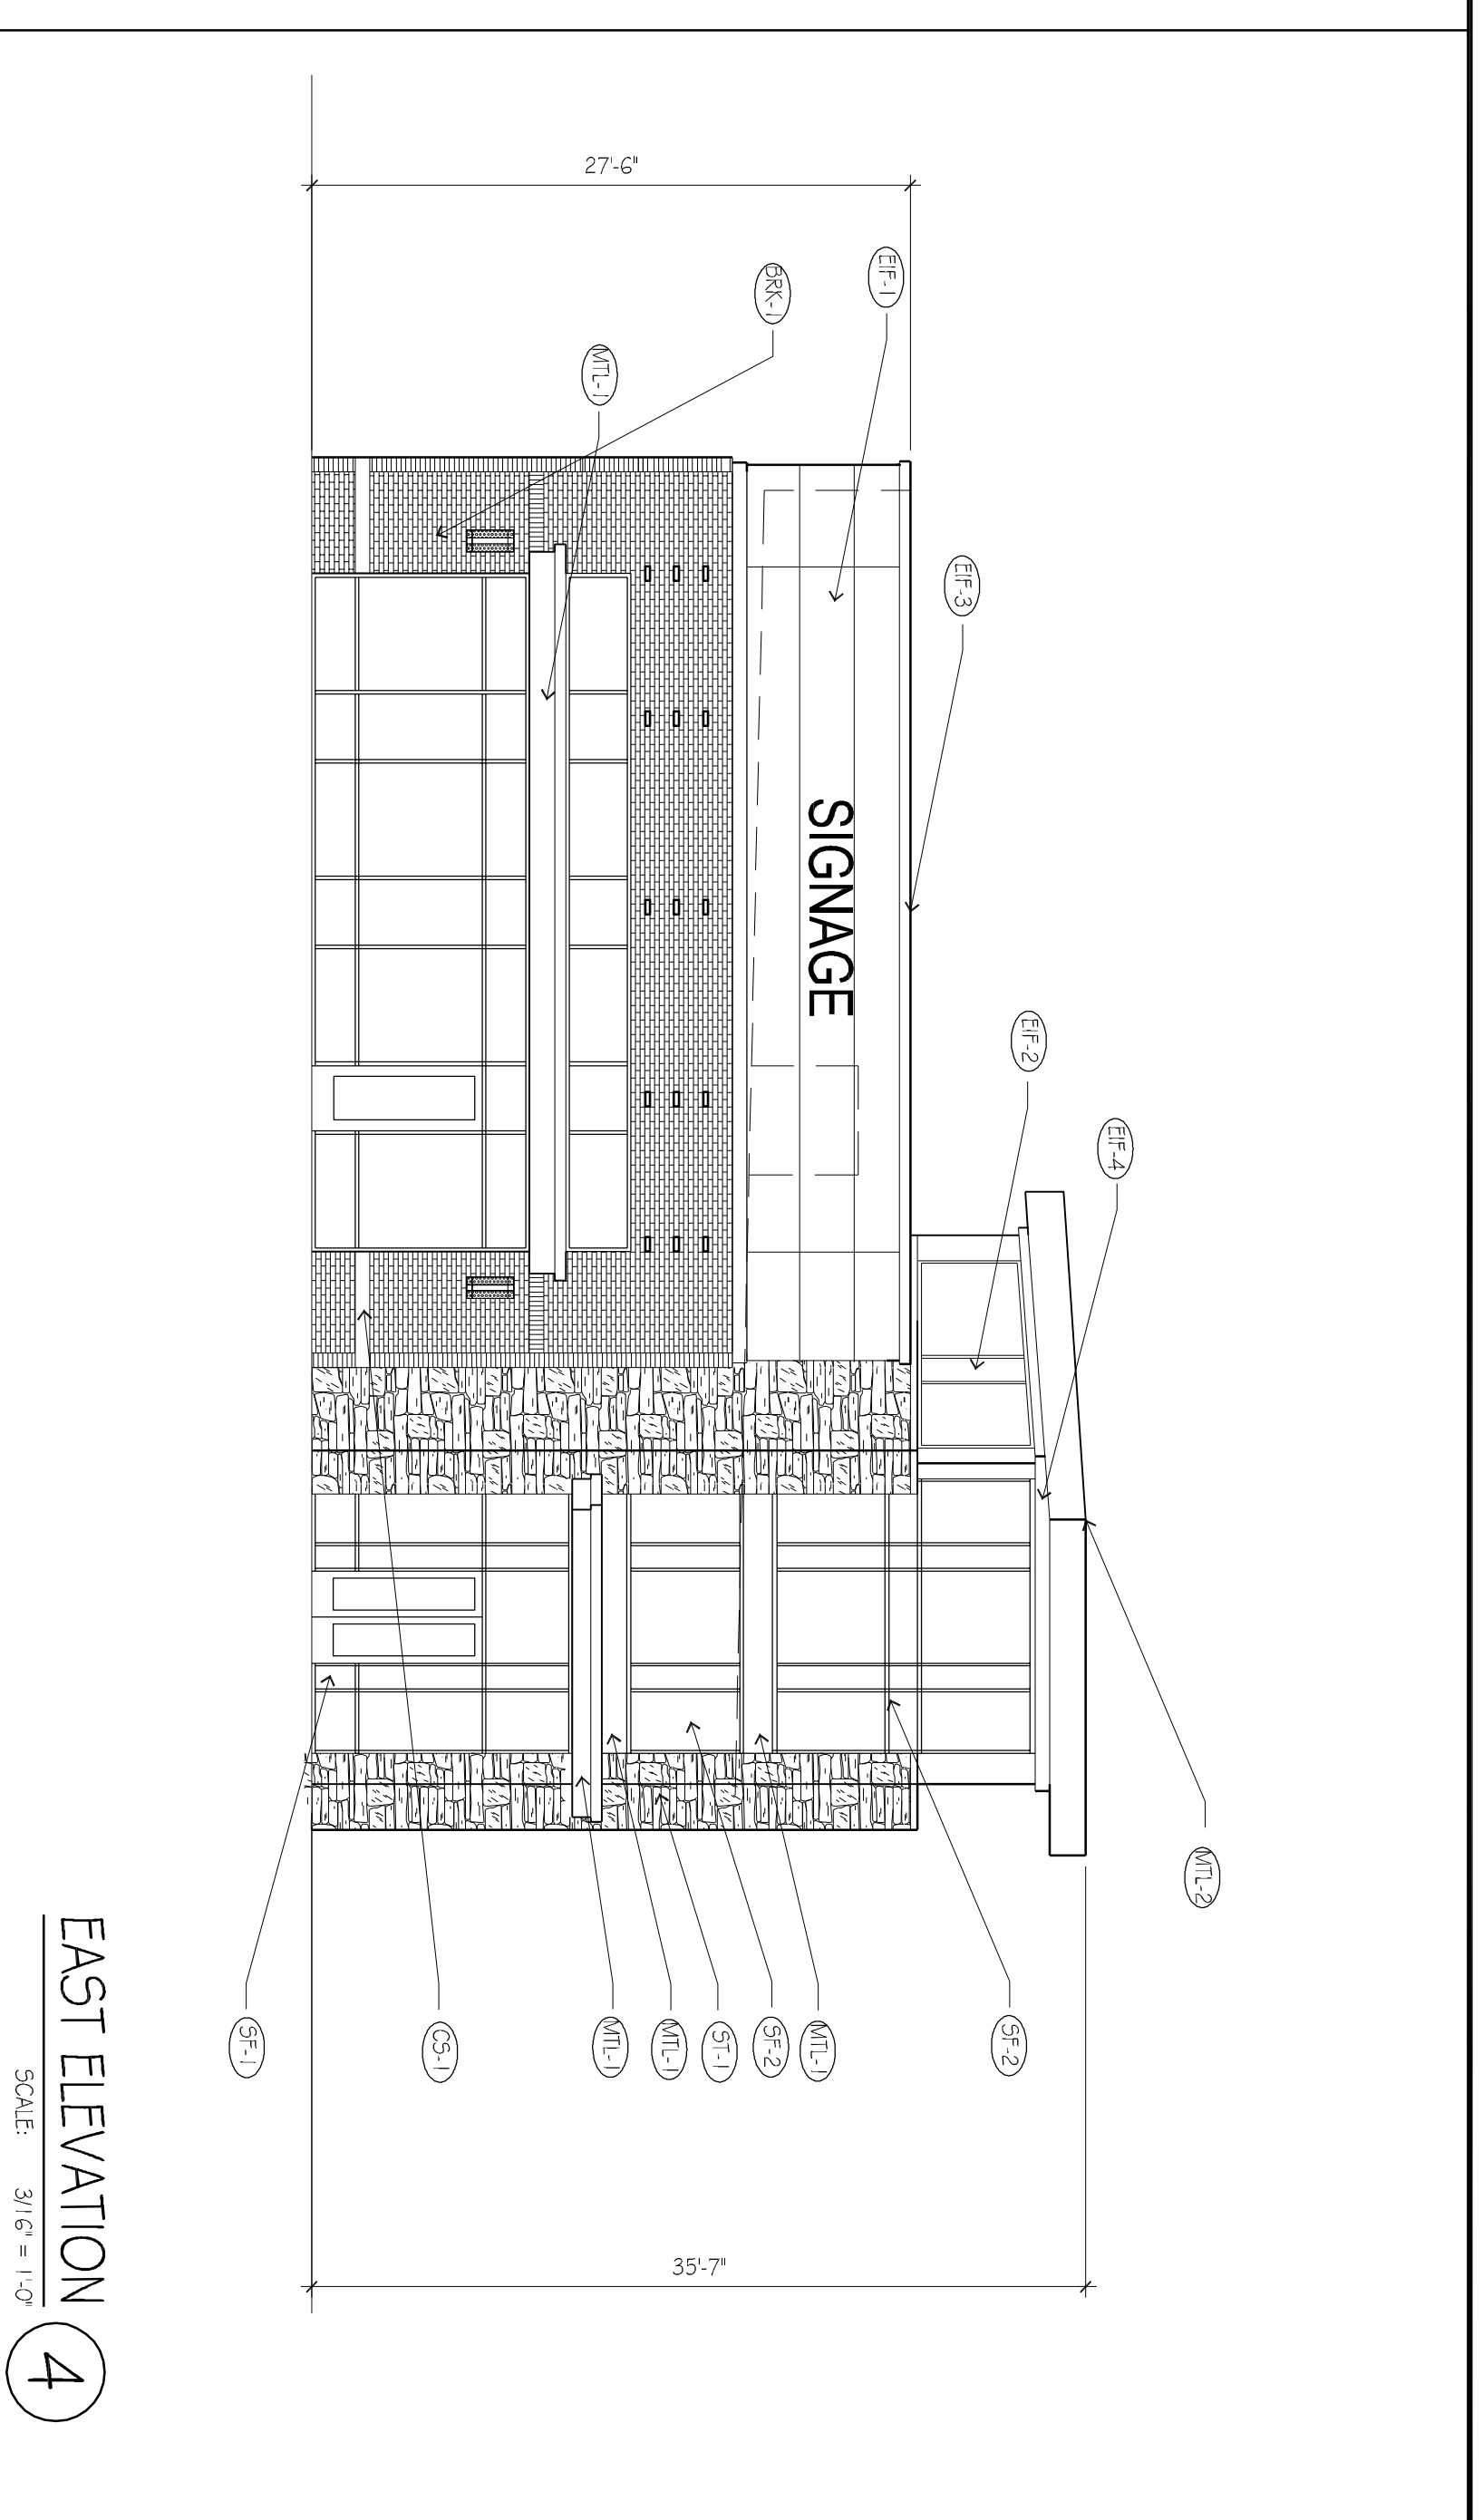 27'-6"
EIF-1
BRK-1
MTL-1
EIF-3
SIGNAGE
EIF-2
EIF-4
MTL-2
SF-2
MTL-1
SF-2
ST-1
MTL-1
MTL-1
CS-1
SF-1
35'-7"
EAST ELEVATION
SCALE: 3/16" = 1'-0"
4